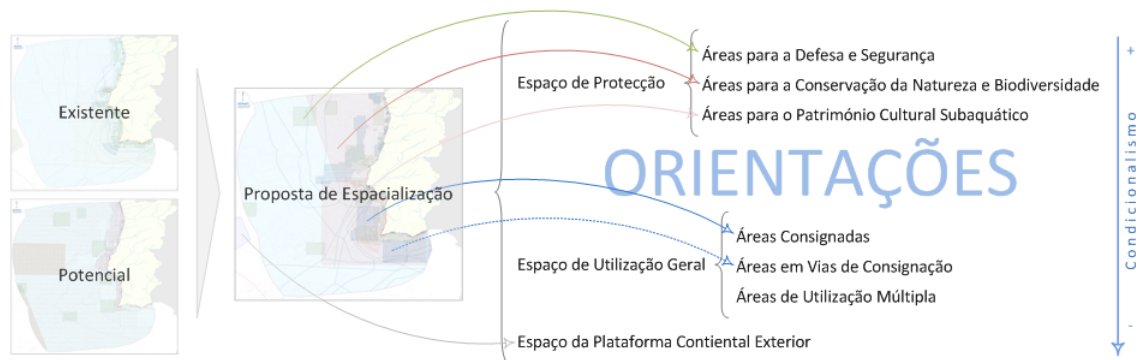 Existente
Potencial
Proposta de Espacialização
Espaço de Protecção
Áreas para a Defesa e Segurança
Áreas para a Conservação da Natureza e Biodiversidade
Áreas para o Património Cultural Subaquático
ORIENTAÇÕES
Espaço de Utilização Geral
Áreas Consignadas
Áreas em Vias de Consignação
Áreas de Utilização Múltipla
Espaço da Plataforma Contiental Exterior
+
Condicionalismo
-